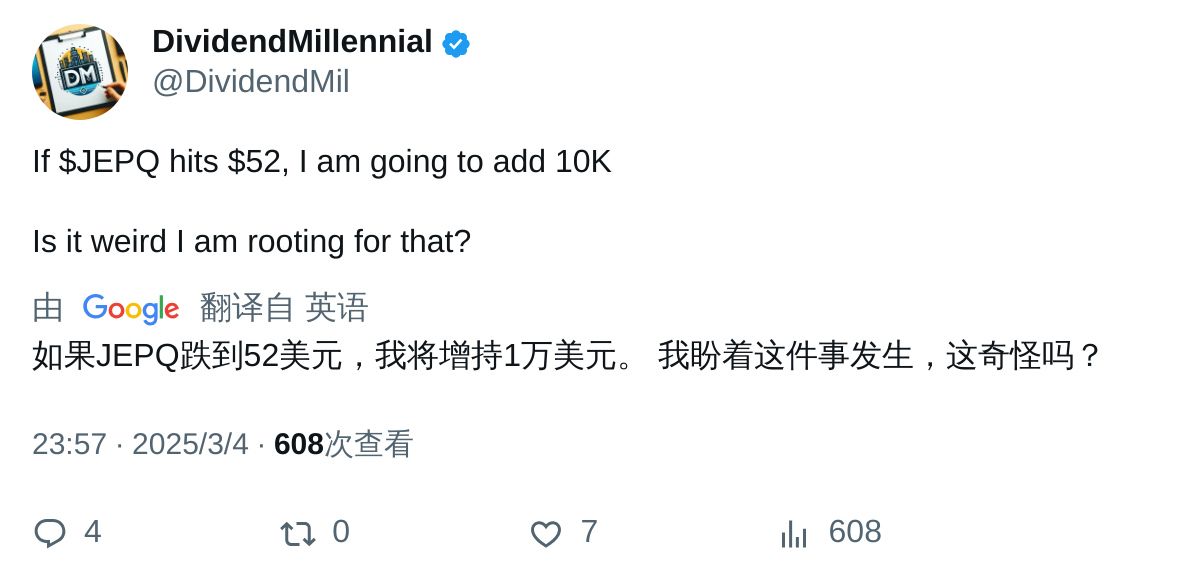 DM
DividendMillennial
@DividendMil
If $JEPQ hits $52, I am going to add 10K
Is it weird I am rooting for that?
由 Google 翻译自 英语
如果JEPQ跌到52美元，我将增持1万美元。 我盼着这件事发生，这奇怪吗？
23:57 · 2025/3/4 · 608次查看
4 0 7 608